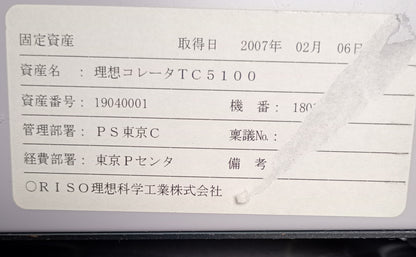 固定資産 取得日 2007年 02月 06日
資産名 : 理想コレータTC5100
資産番号 : 19040001 機 番 : 180
管理部署 : PS東京C 稟議No. :
経費部署 : 東京Pセンタ 備 考
○RISO理想科学工業株式会社